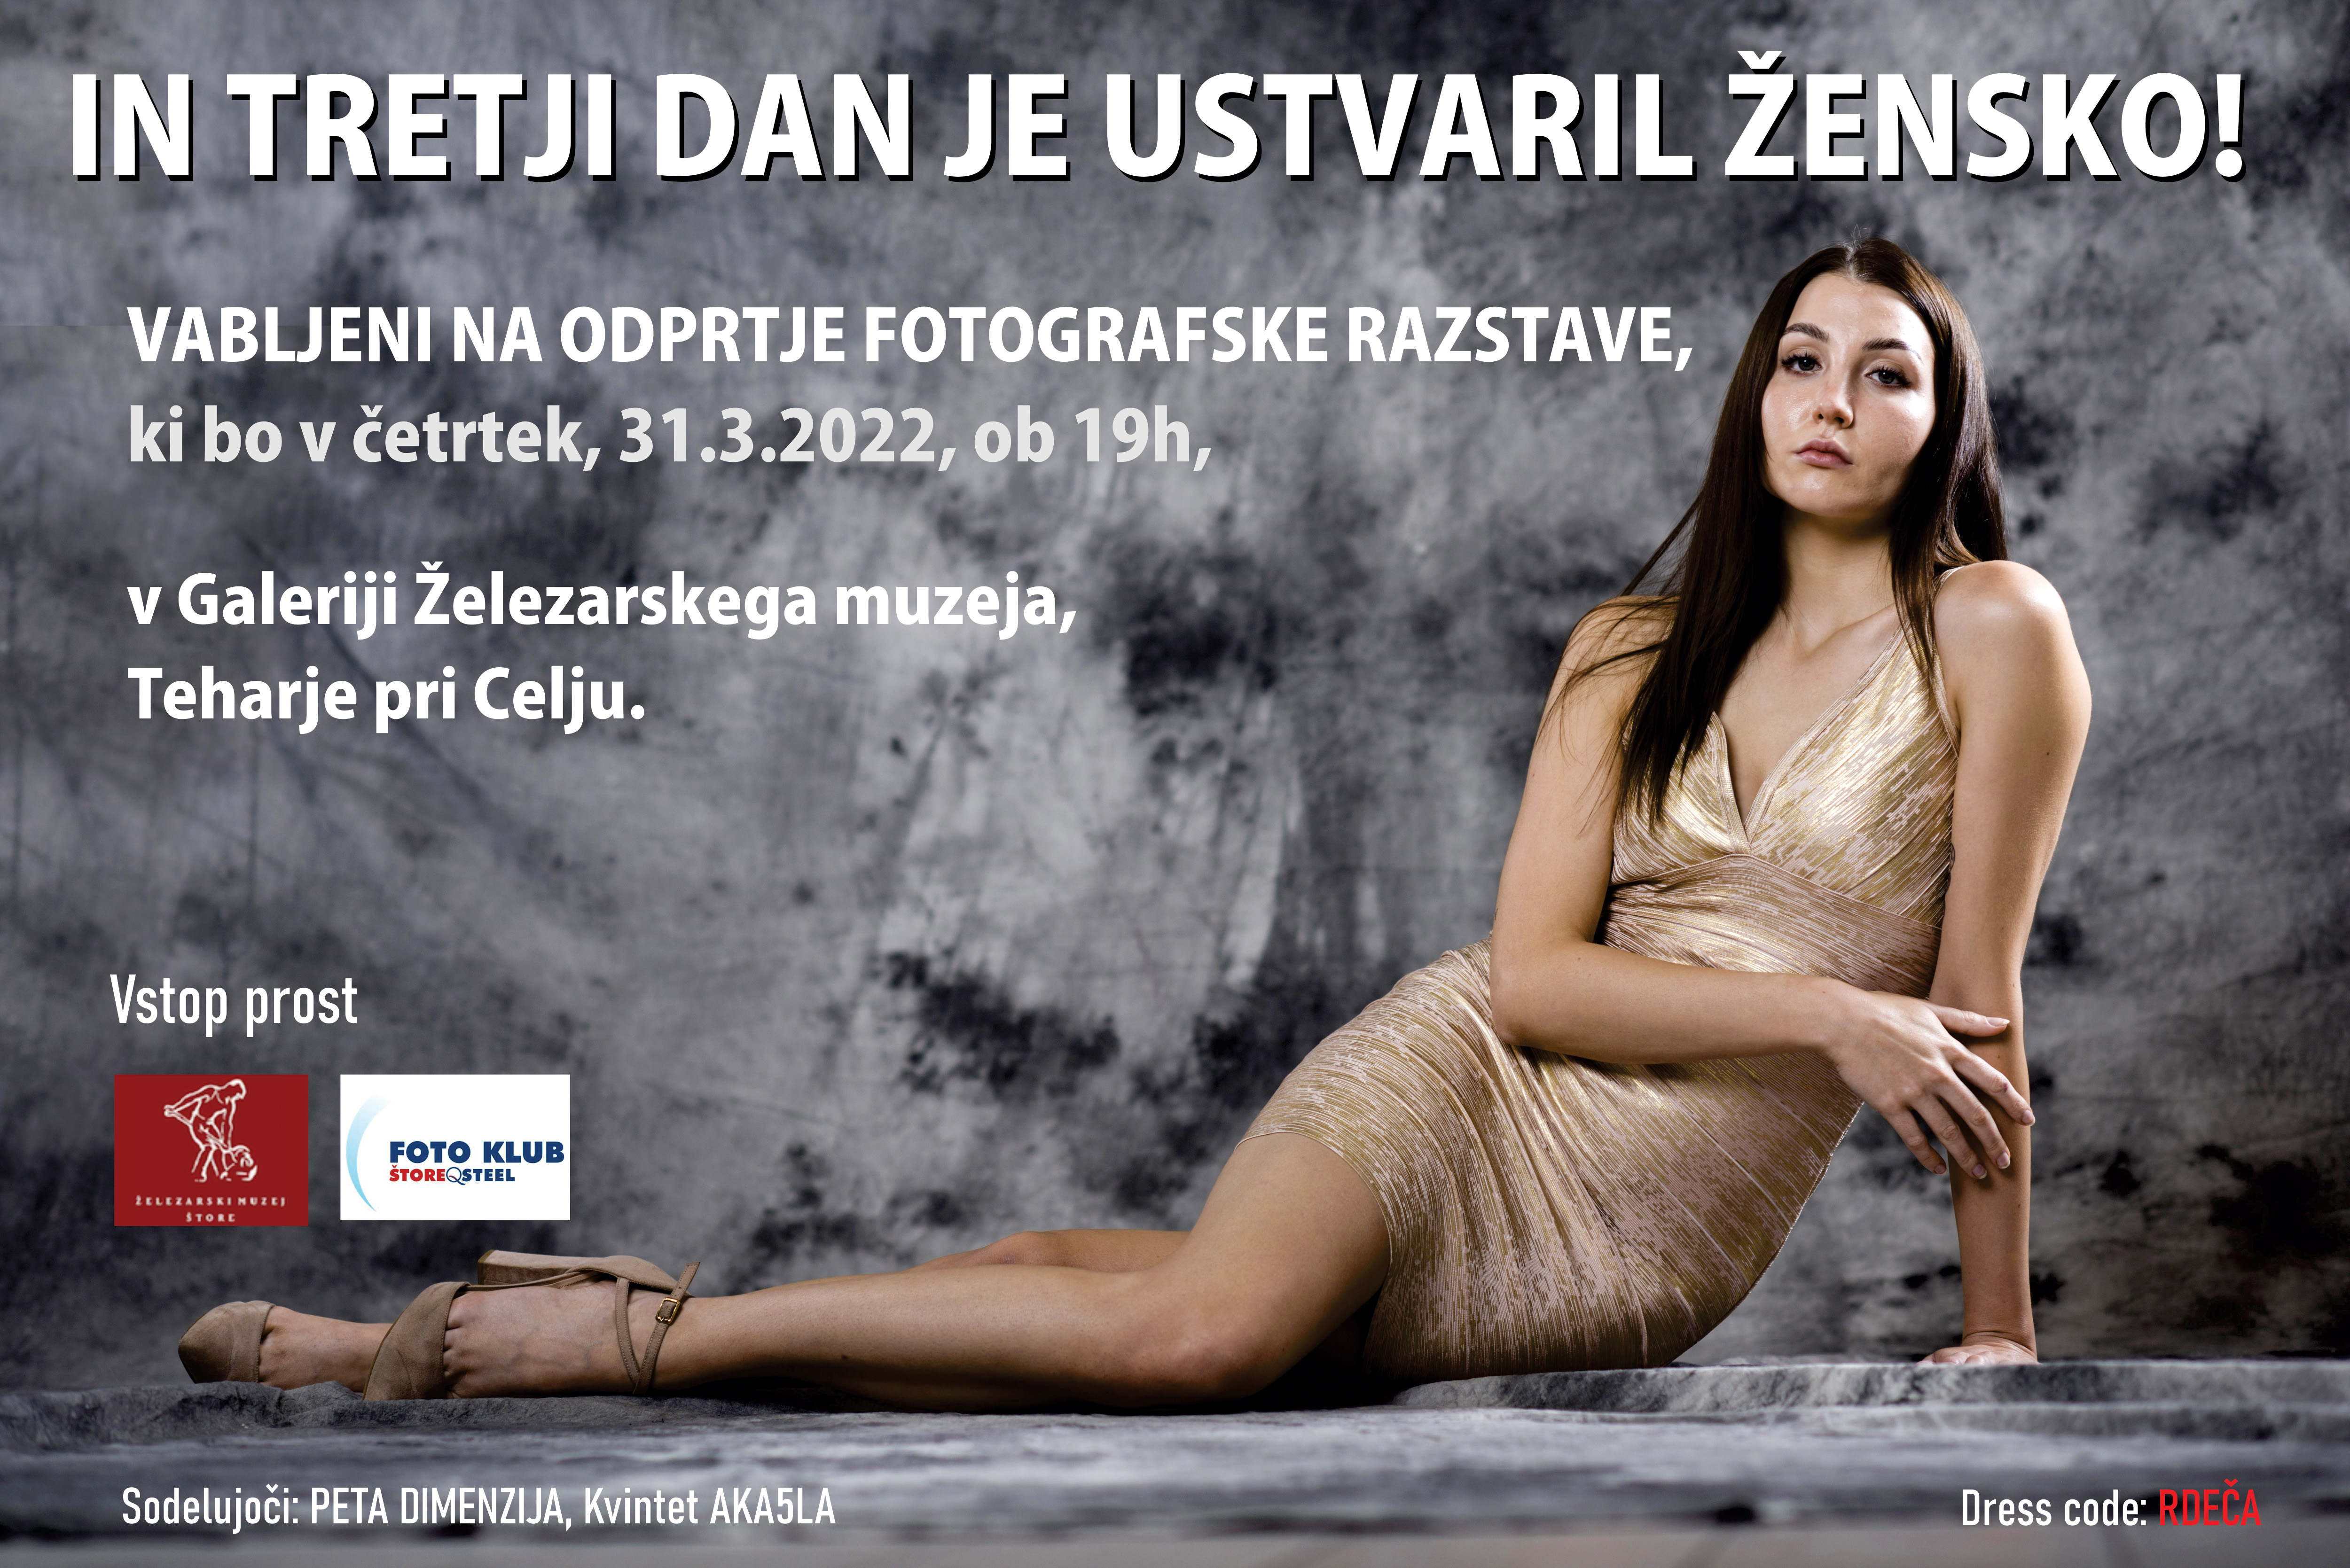 IN TRETJI DAN JE USTVARIL ŽENSKO!
VABLJENI NA ODPRTJE FOTOGRAFSKE RAZSTAVE,
ki bo v četrtek, 31.3.2022, ob 19h,
v Galeriji Železarskega muzeja,
Teharje pri Celju.
Vstop prost
ŽELEZARSKI MUZEJ
ŠTORE
FOTO KLUB
ŠTORE STEEL
Sodelujoči: PETA DIMENZIJA, Kvintet AKA5LA
Dress code: RDEČA